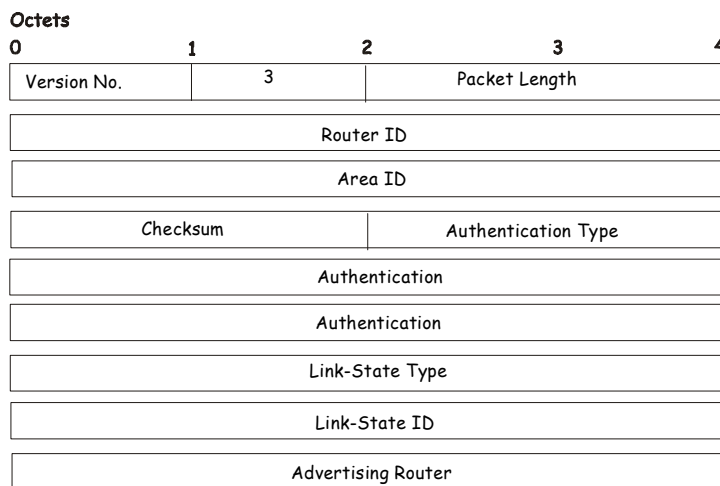 Octets
0 1 2 3 4
Version No. 3 Packet Length
Router ID
Area ID
Checksum Authentication Type
Authentication
Authentication
Link-State Type
Link-State ID
Advertising Router